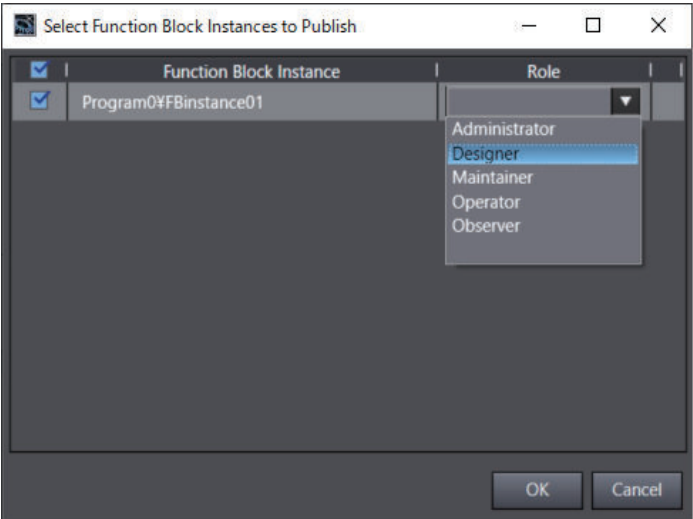 Select Function Block Instances to Publish
Function Block Instance Role
Program0¥FBinstance01
Administrator
Designer
Maintainer
Operator
Observer
OK Cancel